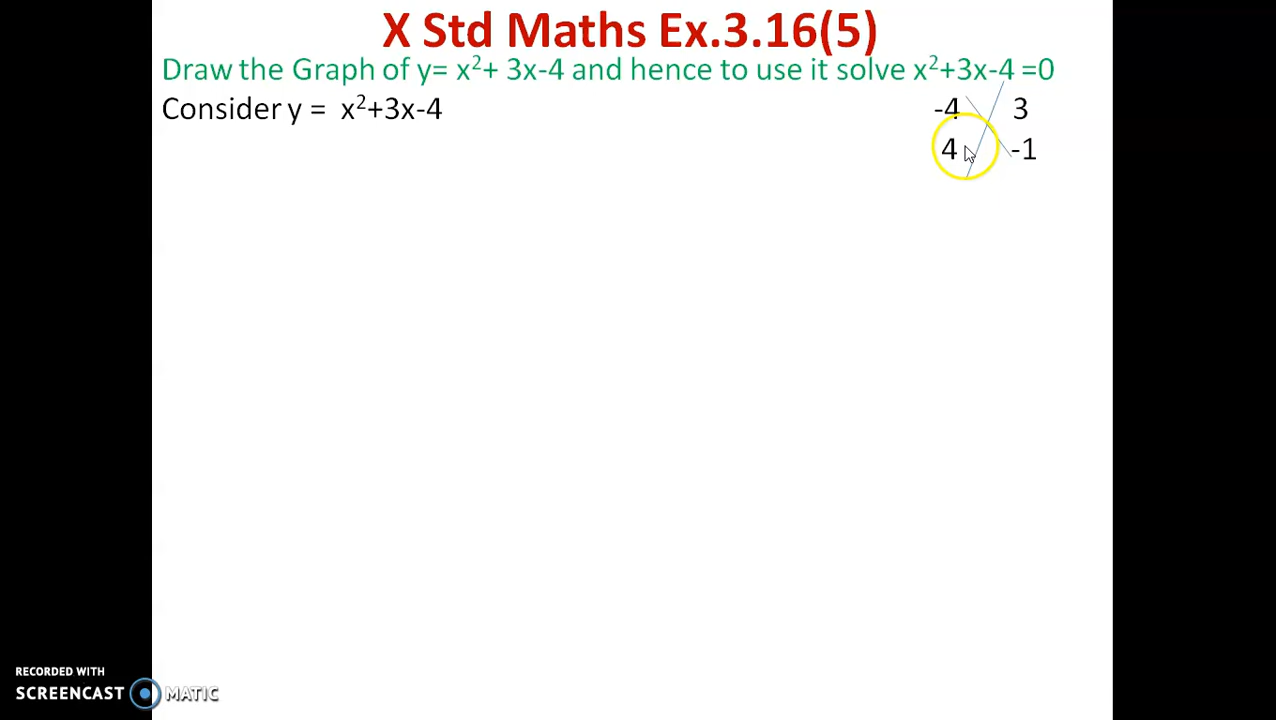 X Std Maths Ex.3.16(5)
Draw the Graph of y= x²+ 3x-4 and hence to use it solve x²+3x-4 =0
Consider y = x²+3x-4
-4 3
4 -1
RECORDED WITH
SCREENCAST MATIC